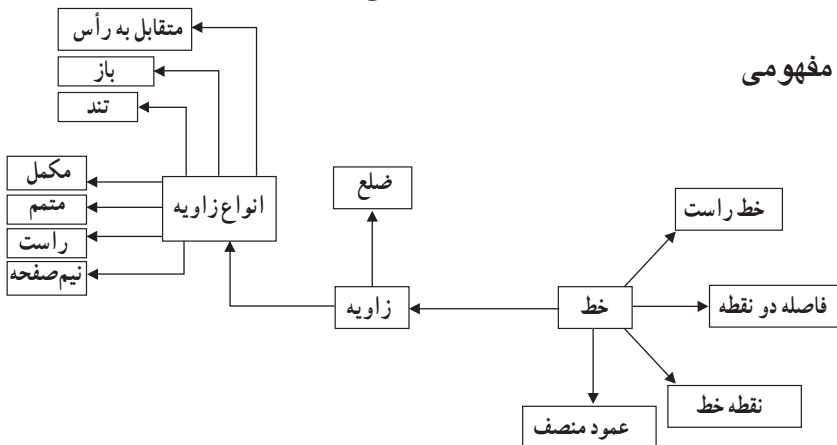 مفهومی
متقابل به رأس
باز
تند
مکمل
متمم
راست
نیم‌صفحه
انواع زاویه
ضلع
زاویه
خط
خط راست
فاصله دو نقطه
نقطه خط
عمود منصف